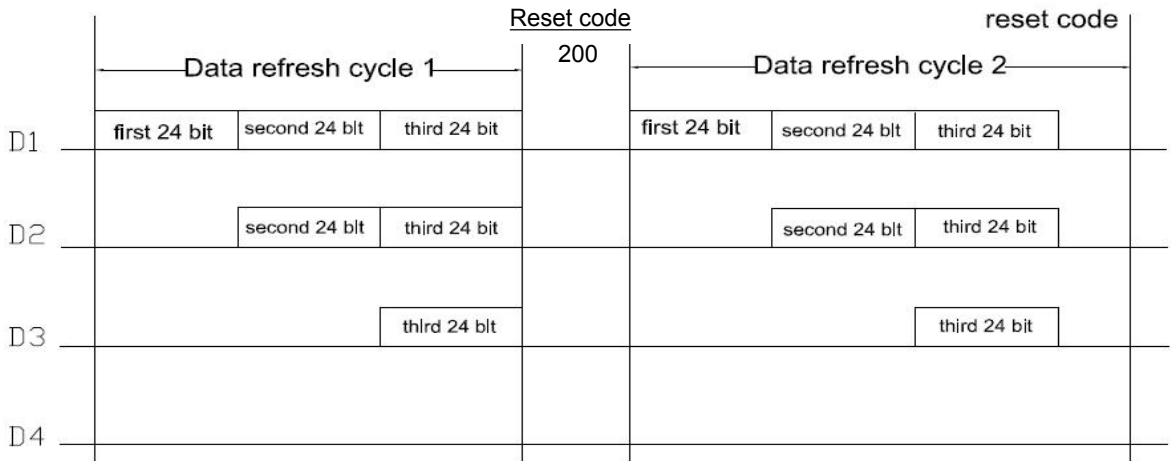 Reset code
200
reset code
Data refresh cycle 1
Data refresh cycle 2
D1
first 24 bit
second 24 blt
third 24 bit
first 24 bit
second 24 blt
third 24 bit
D2
second 24 blt
third 24 bit
second 24 blt
third 24 bit
D3
thlrd 24 blt
third 24 bit
D4